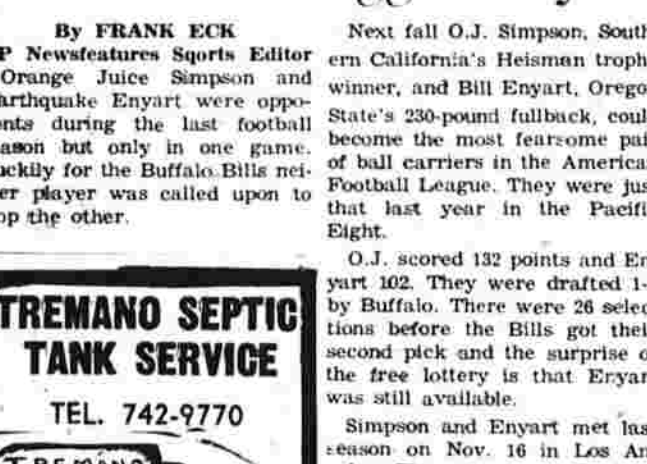 By FRANK ECK
P Newsfeatures Sqorts Editor
Orange Juice Simpson and
arthquake Enyart were oppo-
ents during the last football
eason but only in one game.
uckily for the Buffalo Bills nei-
er player was called upon to
op the other.
TREMANO SEPTIC
TANK SERVICE
TEL. 742-9770
TREMANO
Next fall O.J. Simpson, South
ern California's Heisman troph
winner, and Bill Enyart, Orego
State's 230-pound fullback, coul
become the most fearsome pai
of ball carriers in the America
Football League. They were jus
that last year in the Pacifi
Eight.
O.J. scored 132 points and En
yart 102. They were drafted 1-
by Buffalo. There were 26 selec
tions before the Bills got thei
second pick and the surprise o
the free lottery is that Enyar
was still available.
Simpson and Enyart met las
season on Nov. 16 in Los An